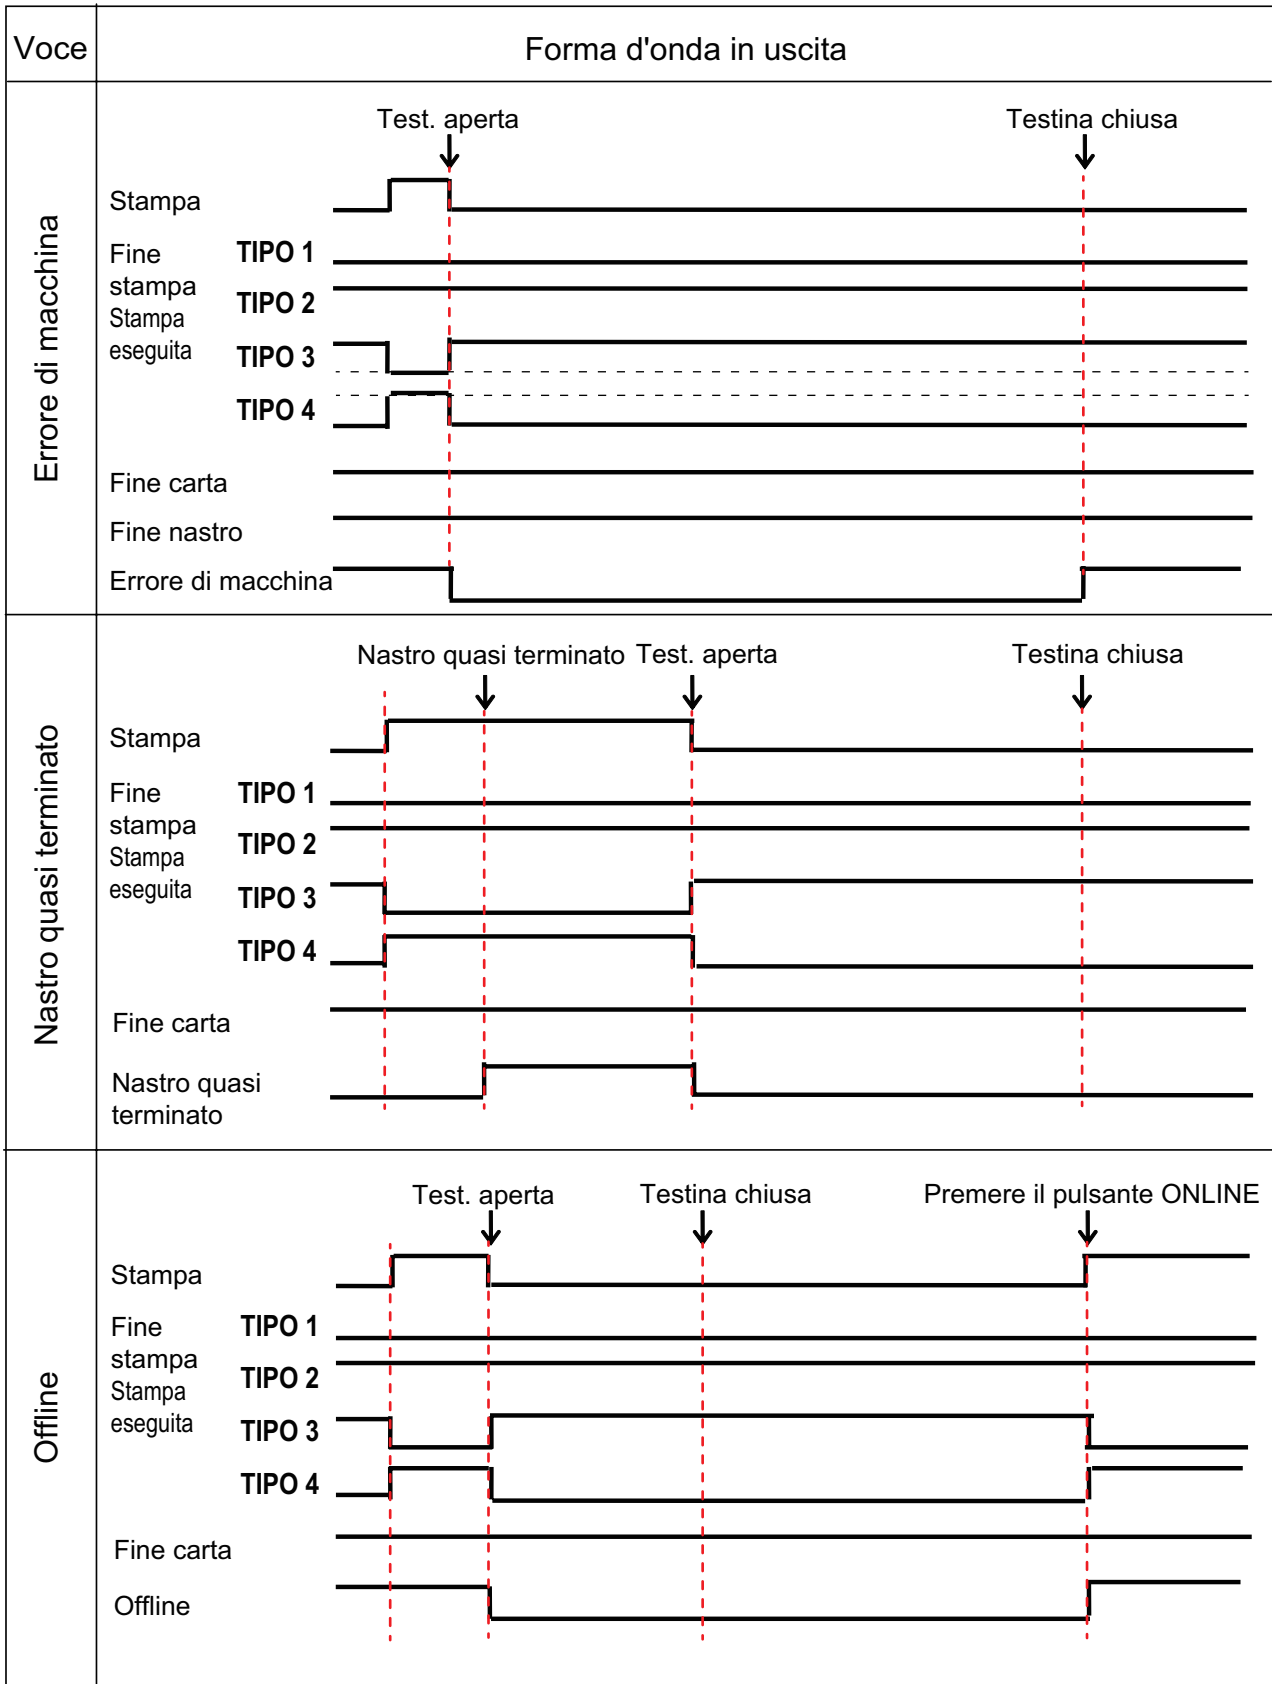 Voce
Forma d'onda in uscita
Errore di macchina
Test. aperta
Testina chiusa
Stampa
Fine
stampa
Stampa
eseguita
TIPO 1
TIPO 2
TIPO 3
TIPO 4
Fine carta
Fine nastro
Errore di macchina
Nastro quasi terminato
Nastro quasi terminato
Test. aperta
Testina chiusa
Stampa
Fine
stampa
Stampa
eseguita
TIPO 1
TIPO 2
TIPO 3
TIPO 4
Fine carta
Nastro quasi
terminato
Offline
Test. aperta
Testina chiusa
Premere il pulsante ONLINE
Stampa
Fine
stampa
Stampa
eseguita
TIPO 1
TIPO 2
TIPO 3
TIPO 4
Fine carta
Offline